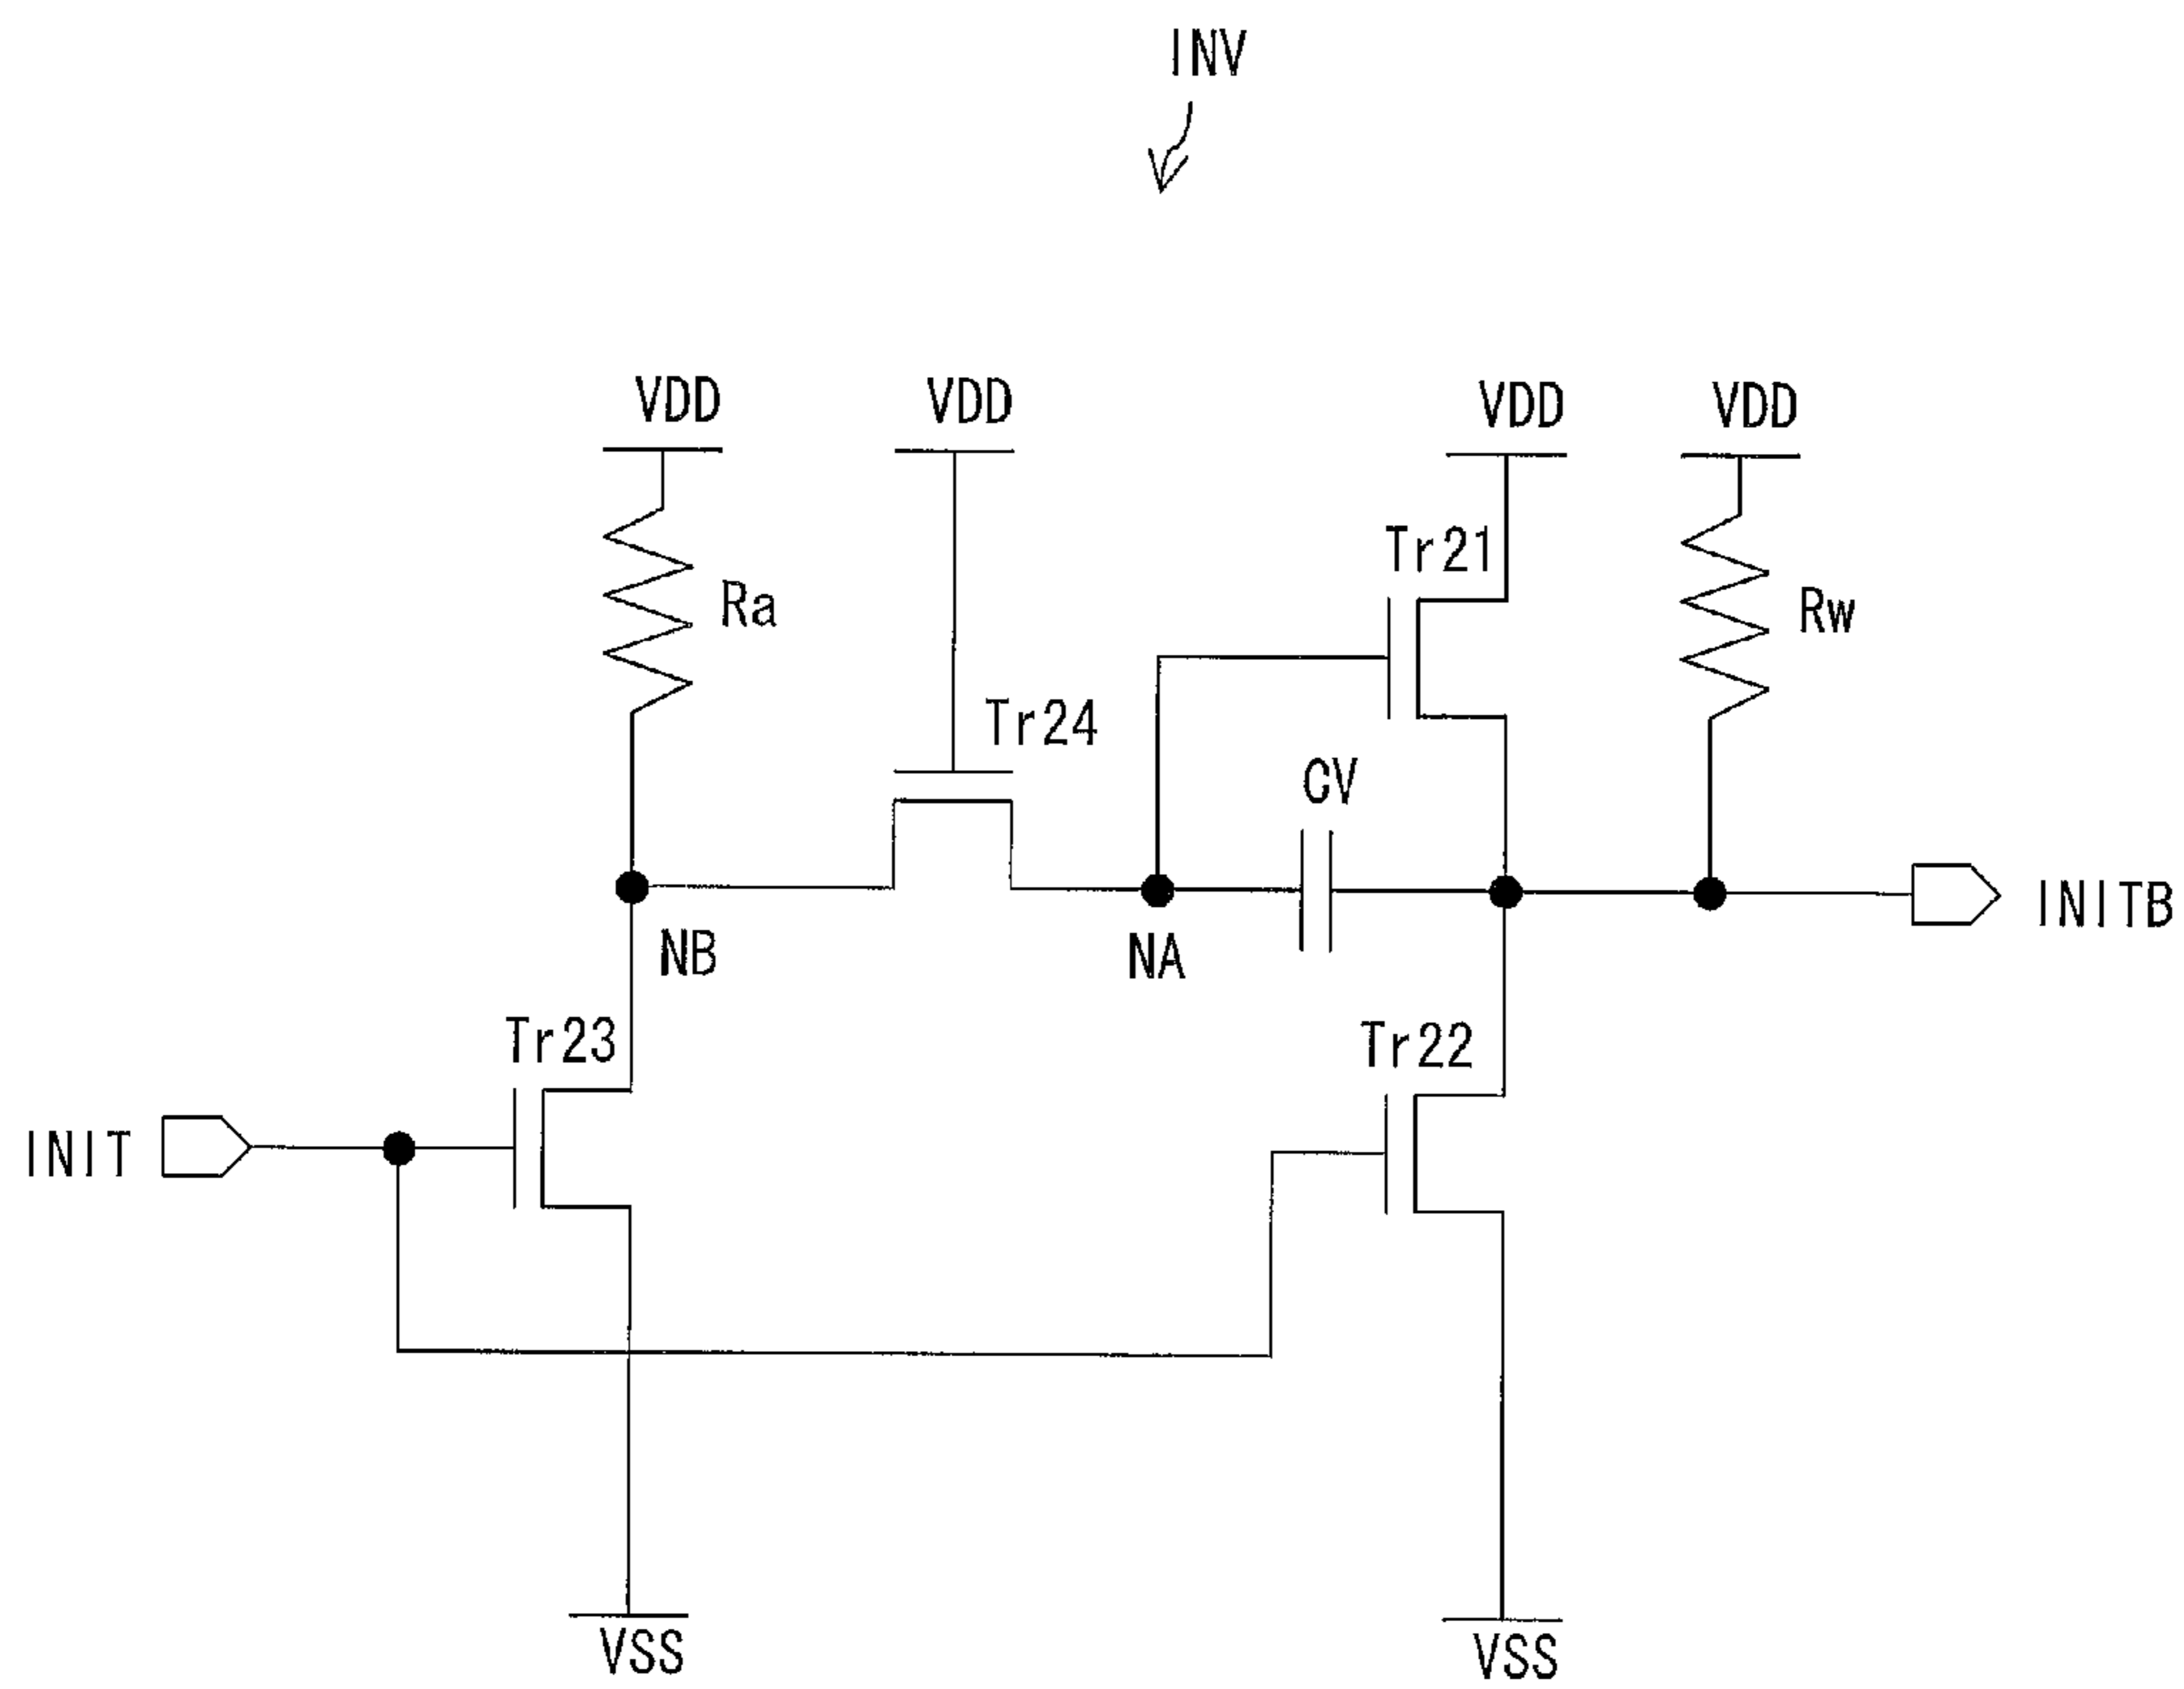 INV
VDD
VDD
VDD
VDD
Tr21
Ra
Rw
Tr24
CV
INITB
NB
NA
Tr23
Tr22
INIT
VSS
VSS